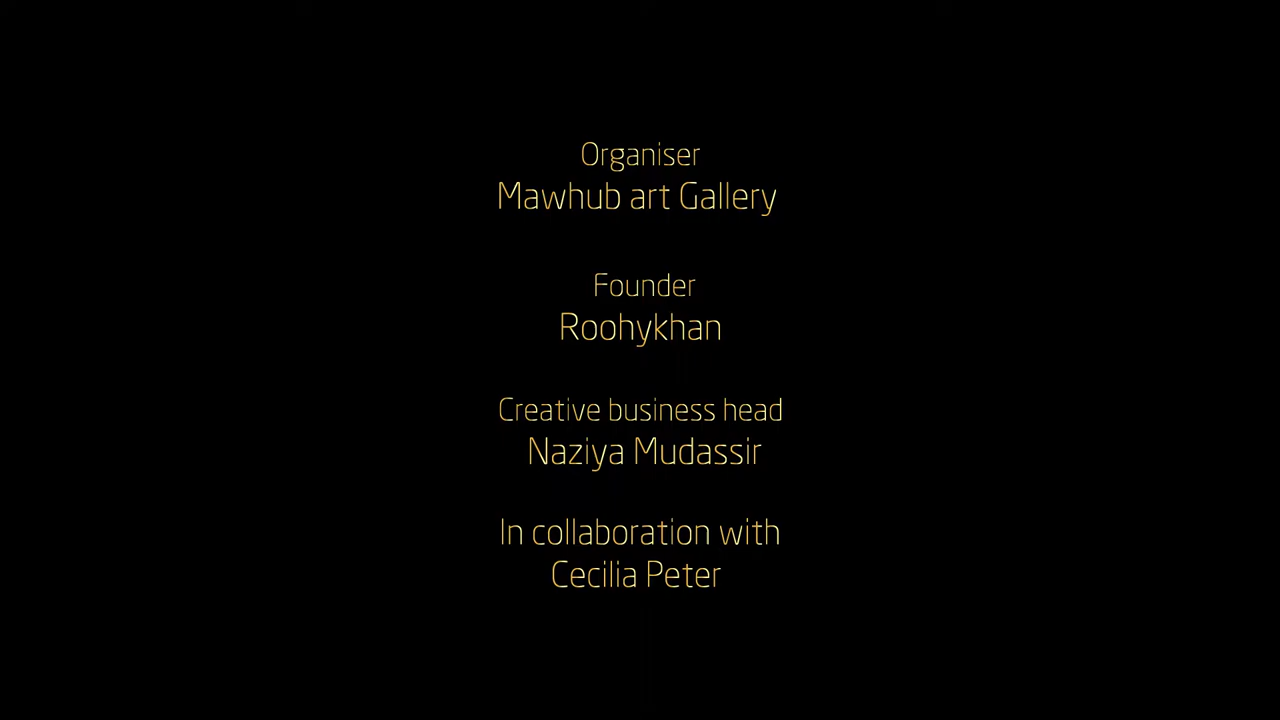 Organiser
Mawhub art Gallery
Founder
Roohykhan
Creative business head
Naziya Mudassir
In collaboration with
Cecilia Peter